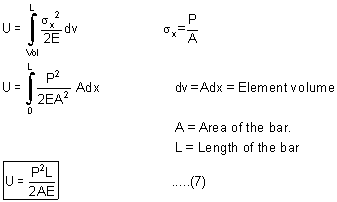 U = ∫_Vol^L σₓ²/2E dv    σₓ = P/A
U = ∫₀^L P²/2EA² Adx    dv = Adx = Element volume
A = Area of the bar.
L = Length of the bar
U = P²L/2AE    .....(7)